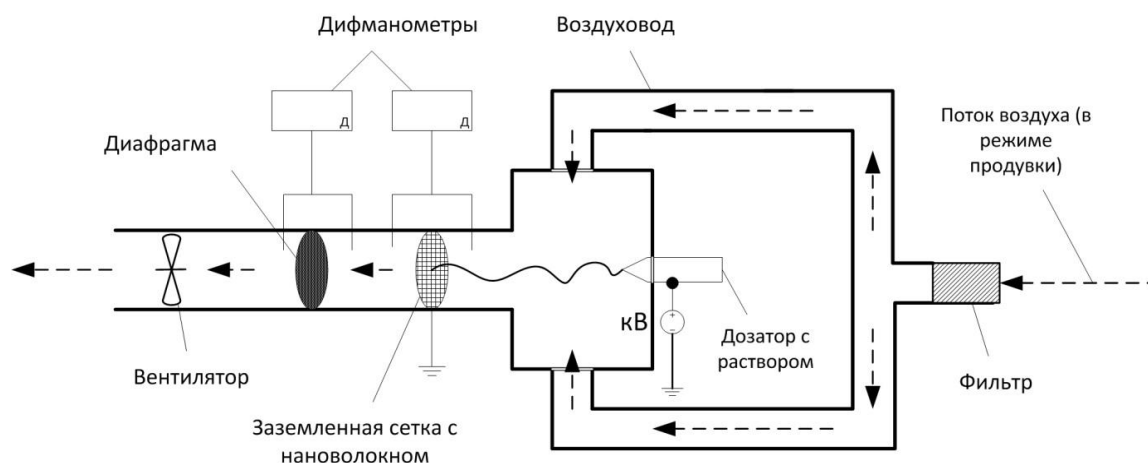 Дифманометры
Воздуховод
Поток воздуха (в
режиме
продувки)
Диафрагма
Д
Д
кВ
Дозатор с
раствором
Вентилятор
Фильтр
Заземленная сетка с
нановолокном